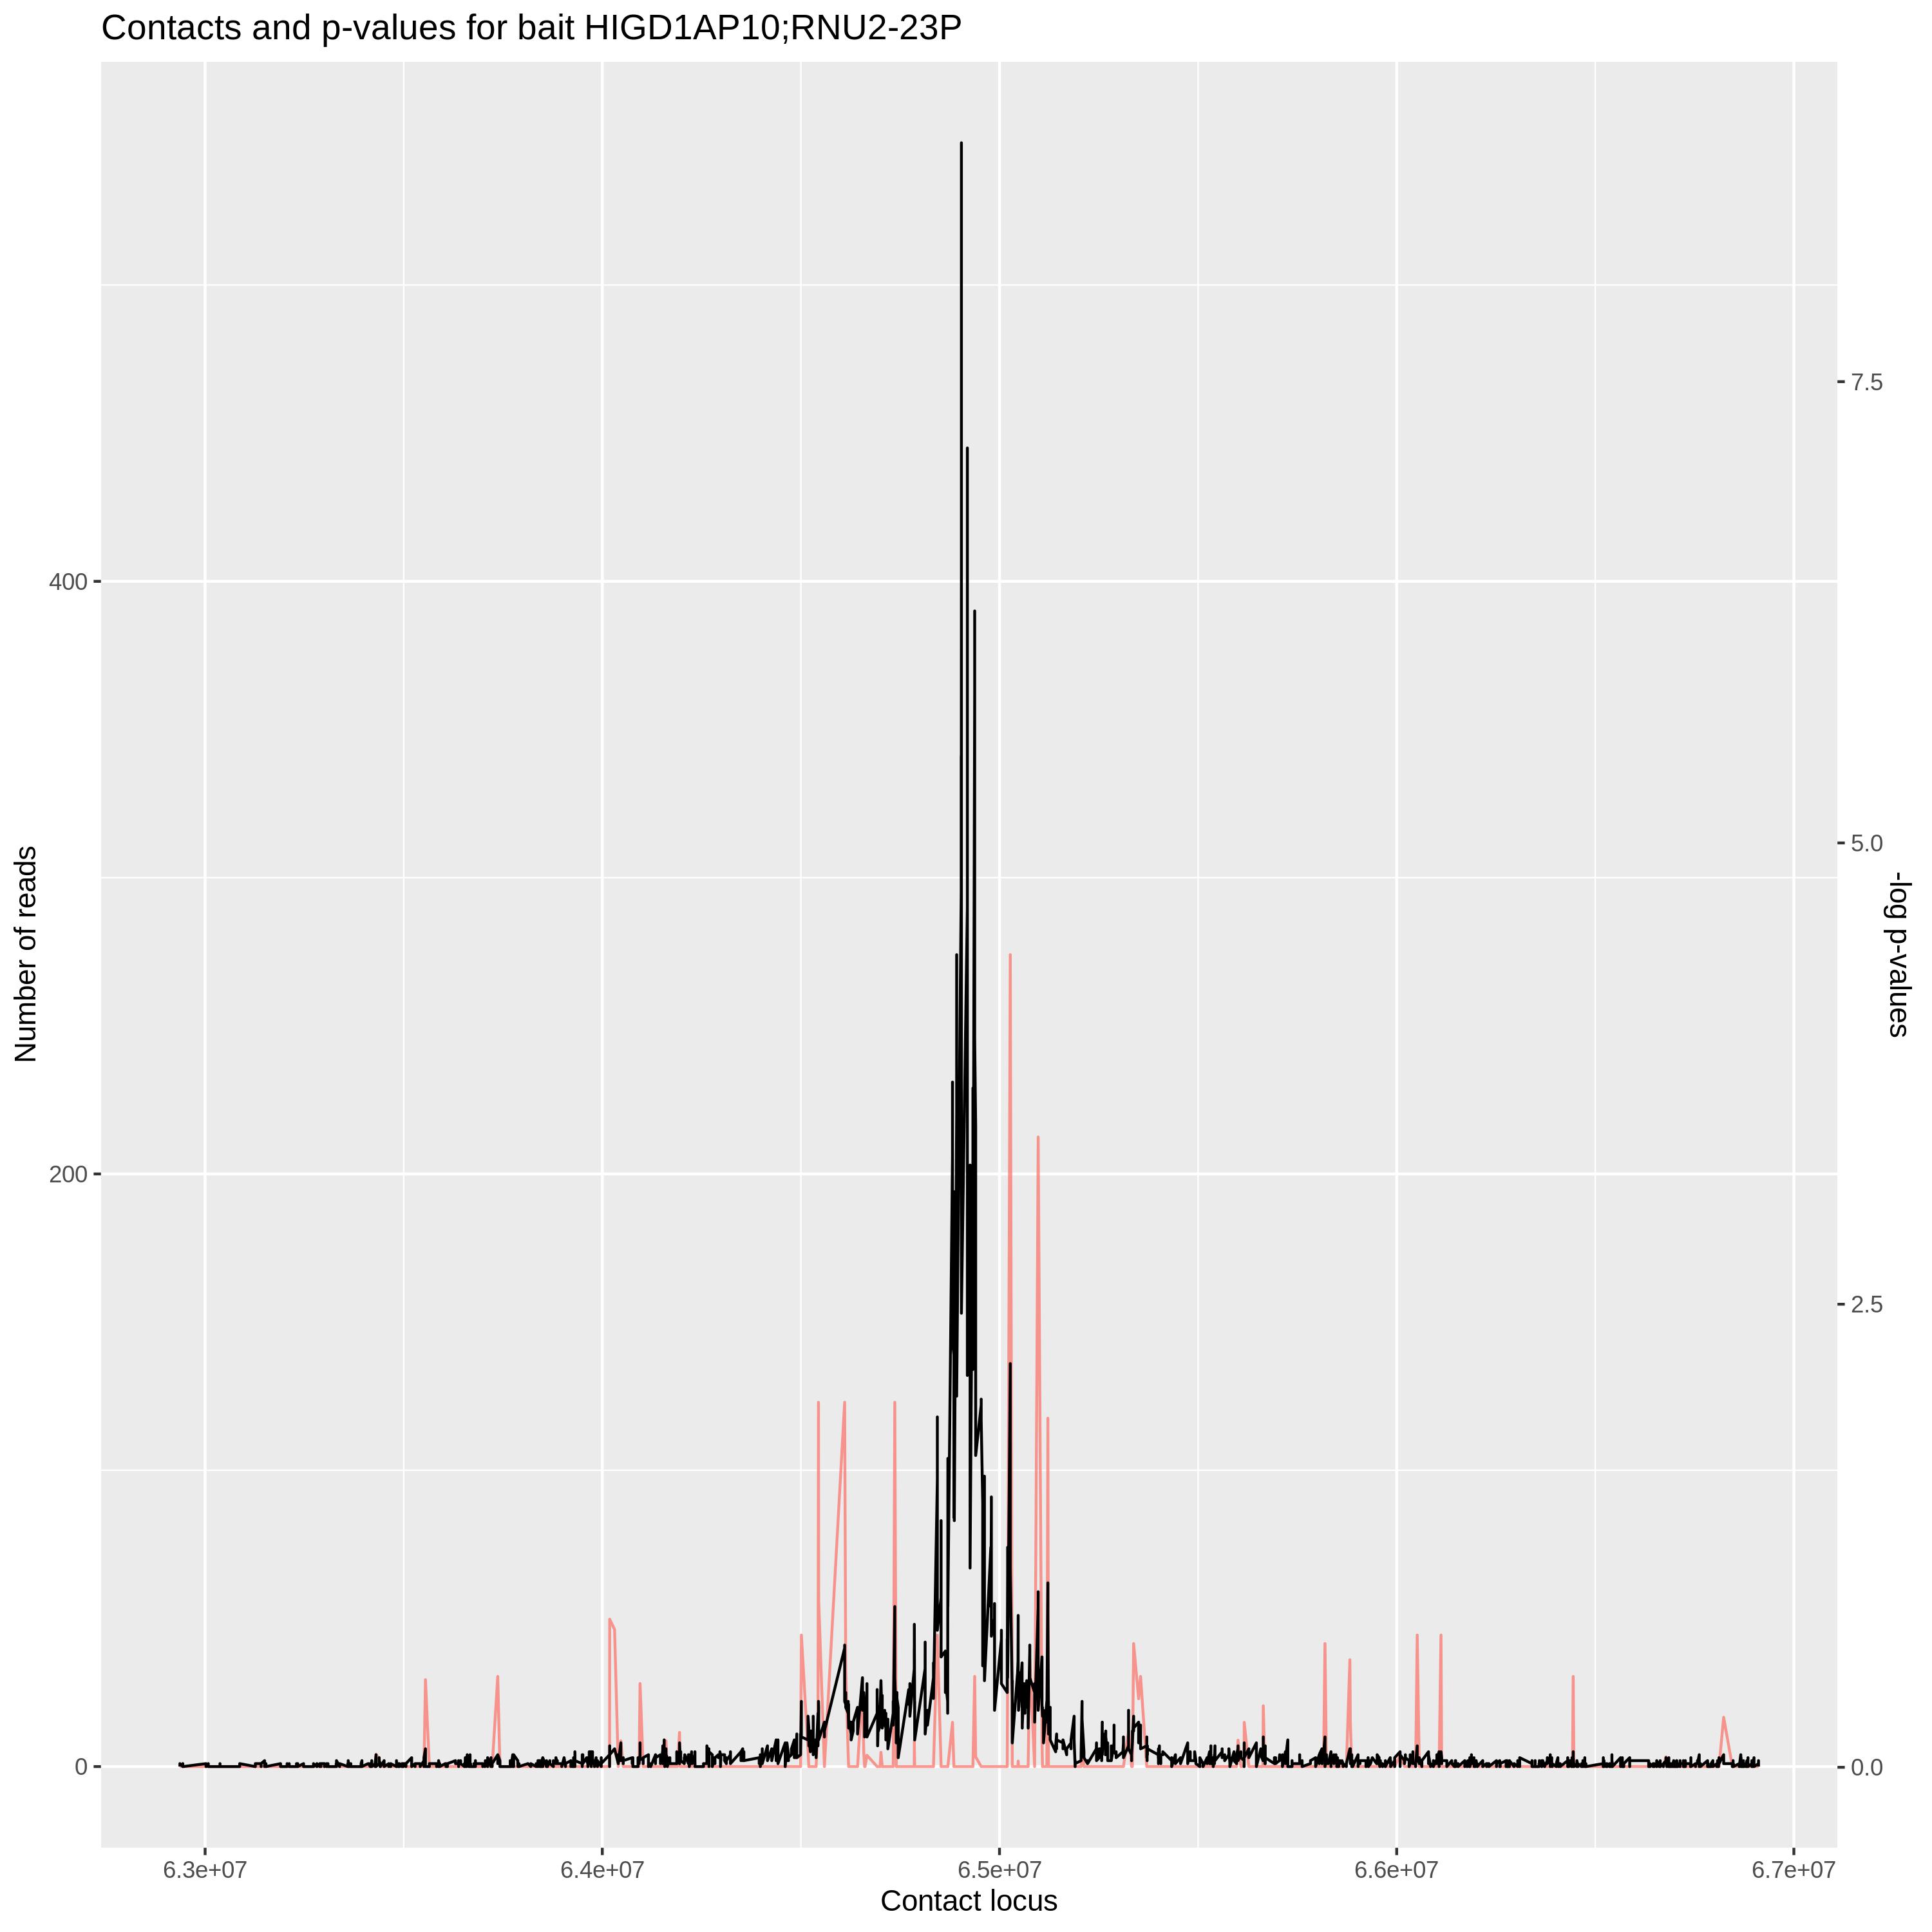 Contacts and p-values for bait HIGD1AP10;RNU2-23P
Number of reads
400
200
0
7.5
5.0
2.5
0.0
-log p-values
6.3e+07
6.4e+07
6.5e+07
6.6e+07
6.7e+07
Contact locus